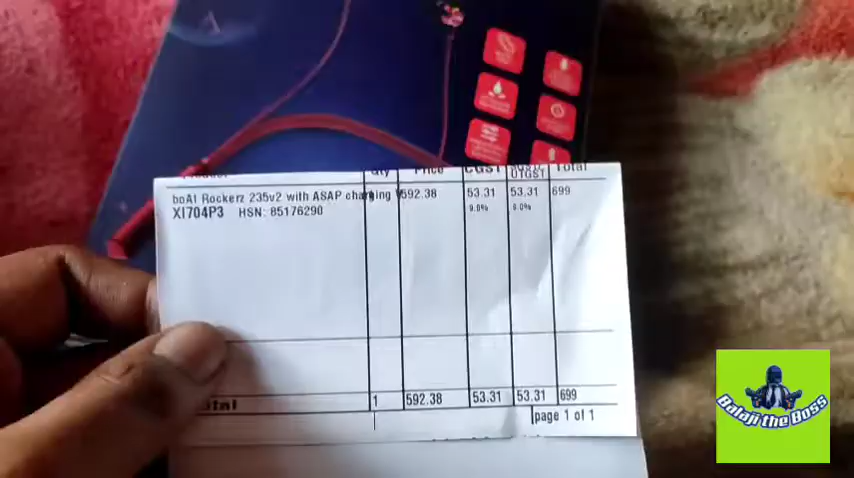 Qty Price CGST UTGST Total
boAt Rockerz 235v2 with ASAP charging 592.38 53.31 53.31 699
XI704P3 HSN: 85176290 9.0% 9.0%
1 592.38 53.31 53.31 699
page 1 of 1
Balaji the Boss